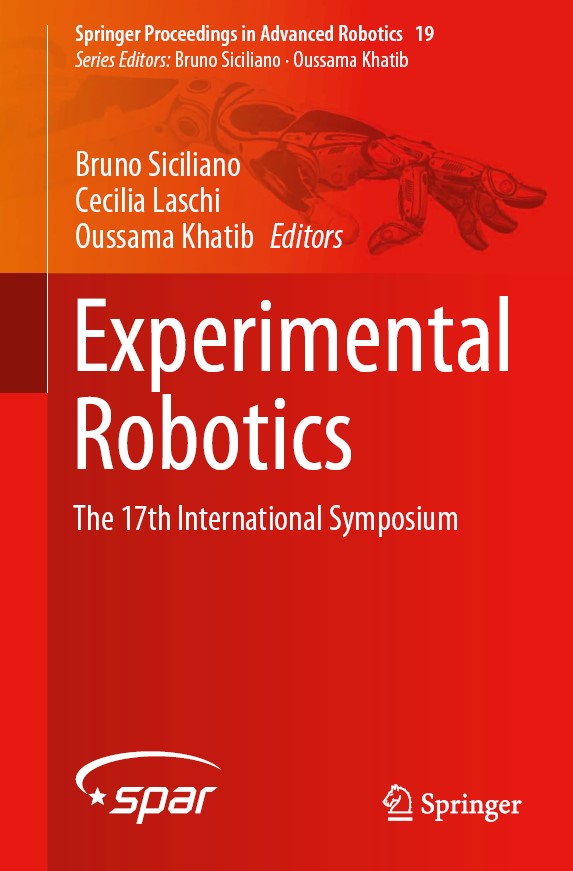 Springer Proceedings in Advanced Robotics 19
Series Editors: Bruno Siciliano · Oussama Khatib
Bruno Siciliano
Cecilia Laschi
Oussama Khatib Editors
Experimental
Robotics
The 17th International Symposium
spar
Springer